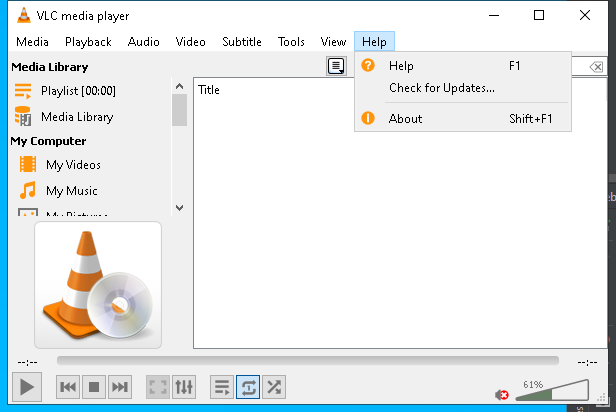 VLC media player
Media Playback Audio Video Subtitle Tools View Help
Media Library
Playlist [00:00]
Media Library
My Computer
My Videos
My Music
My Pictures
Title
Help F1
Check for Updates...
About Shift+F1
--:-- --:--
61%